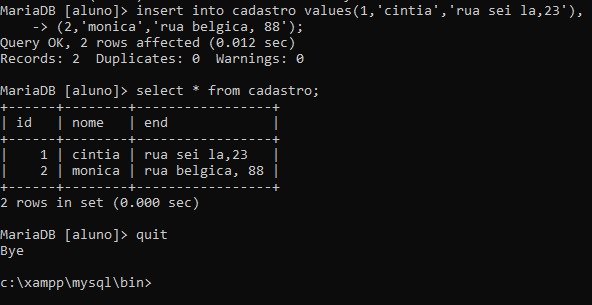 MariaDB [aluno]> insert into cadastro values(1,'cintia','rua sei la,23'),
    -> (2,'monica','rua belgica, 88');
Query OK, 2 rows affected (0.012 sec)
Records: 2  Duplicates: 0  Warnings: 0

MariaDB [aluno]> select * from cadastro;
+------+--------+-----------------+
| id   | nome   | end             |
+------+--------+-----------------+
|    1 | cintia | rua sei la,23   |
|    2 | monica | rua belgica, 88 |
+------+--------+-----------------+
2 rows in set (0.000 sec)

MariaDB [aluno]> quit
Bye

c:\xampp\mysql\bin>